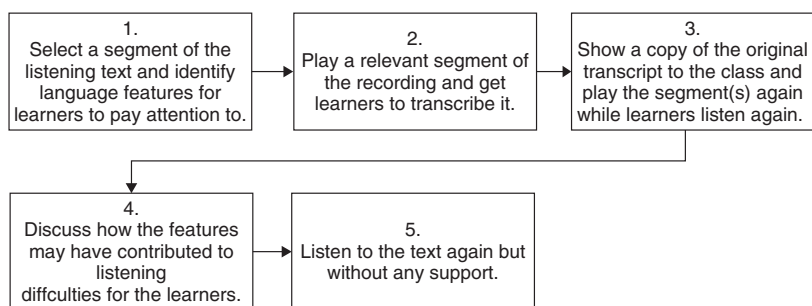 1.
Select a segment of the
listening text and identify
language features for
learners to pay attention to.
2.
Play a relevant segment of
the recording and get
learners to transcribe it.
3.
Show a copy of the original
transcript to the class and
play the segment(s) again
while learners listen again.
4.
Discuss how the features
may have contributed to
listening
diffculties for the learners.
5.
Listen to the text again but
without any support.